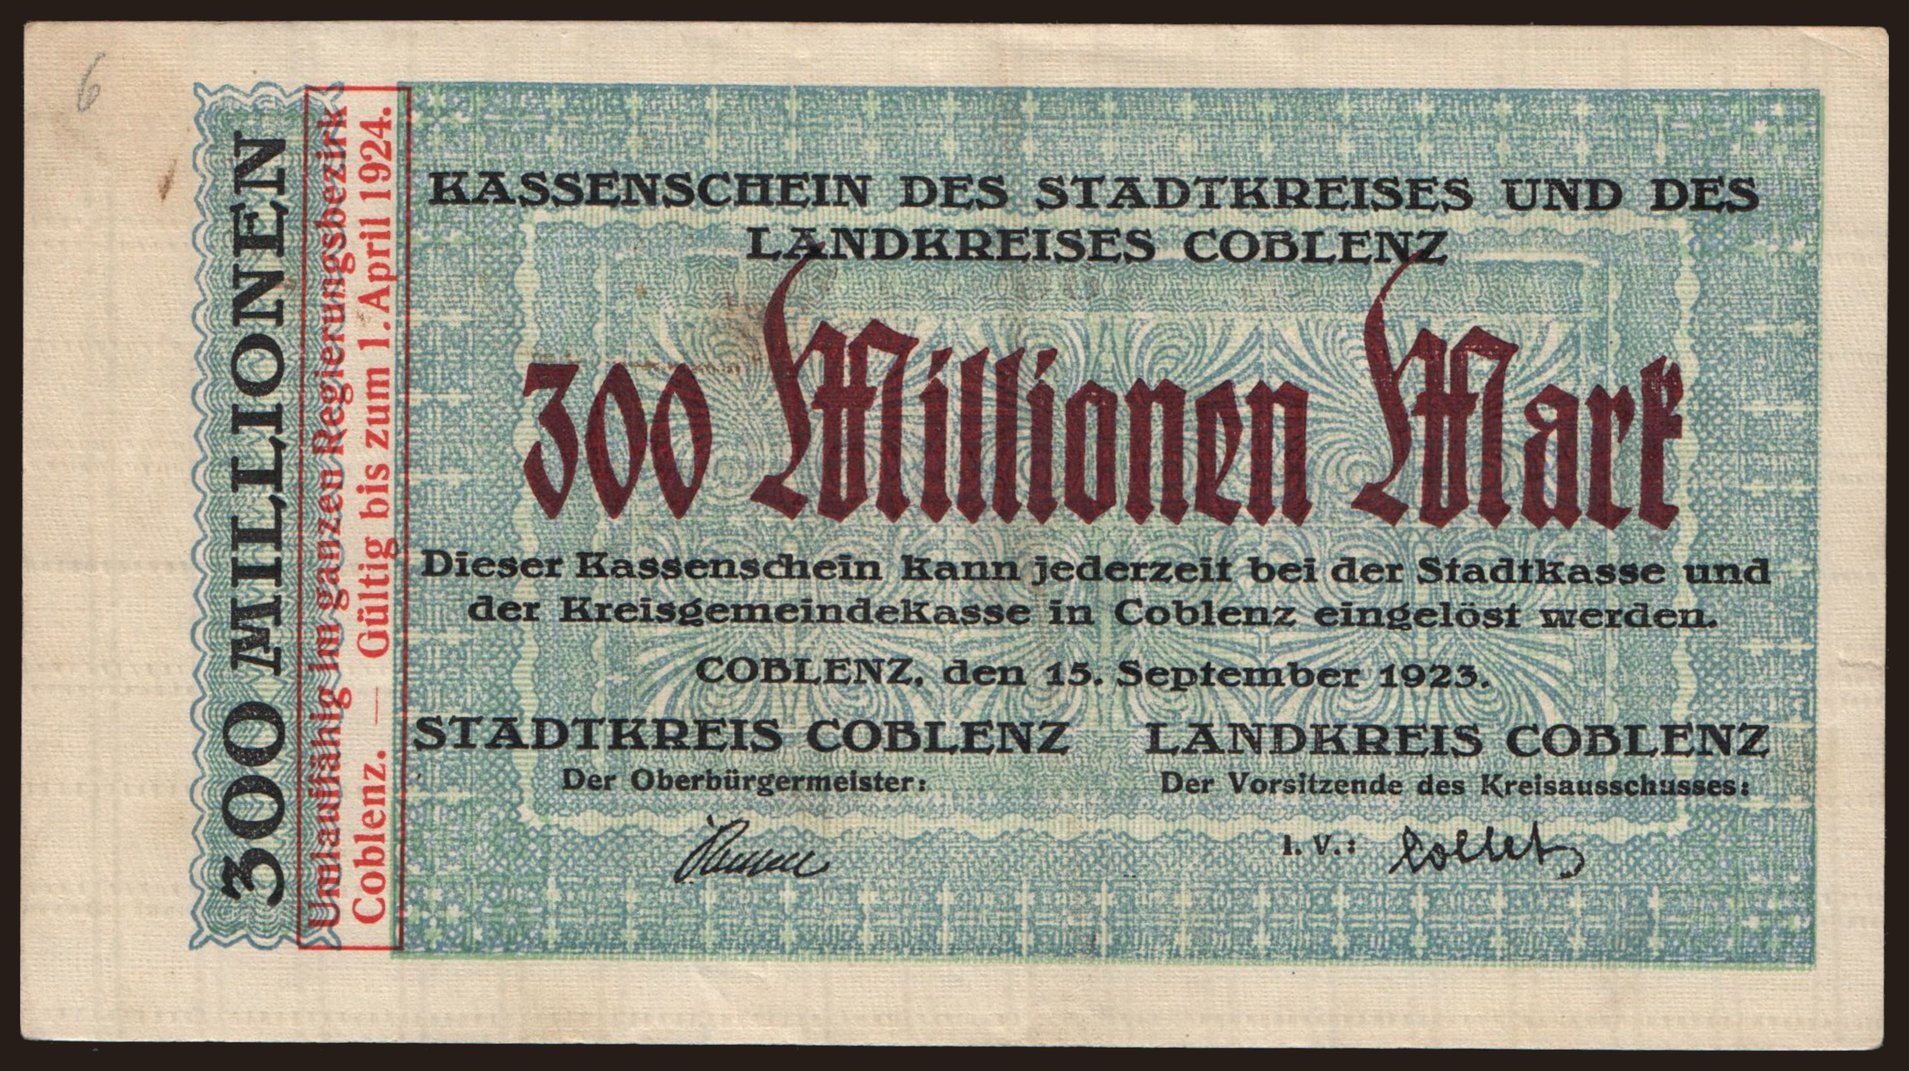 6
300 MILLIONEN
Umlauffähig im ganzen Regierungsbezirk
Coblenz. — Gültig bis zum 1. April 1924.
KASSENSCHEIN DES STADTKREISES UND DES
LANDKREISES COBLENZ
300 Millionen Mark
Dieser Kassenschein kann jederzeit bei der Stadtkasse und
der Kreisgemeindekasse in Coblenz eingelöst werden.
COBLENZ, den 15. September 1923.
STADTKREIS COBLENZ
Der Oberbürgermeister:
LANDKREIS COBLENZ
Der Vorsitzende des Kreisausschusses:
I. V.: